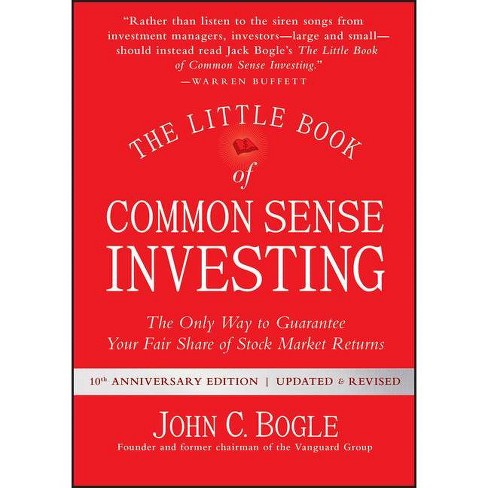 “Rather than listen to the siren songs from
investment managers, investors—large and small—
should instead read Jack Bogle's The Little Book
of Common Sense Investing.”
—WARREN BUFFETT
THE LITTLE BOOK
of
COMMON SENSE
INVESTING
The Only Way to Guarantee
Your Fair Share of Stock Market Returns
10th ANNIVERSARY EDITION | UPDATED & REVISED
JOHN C. BOGLE
Founder and former chairman of the Vanguard Group